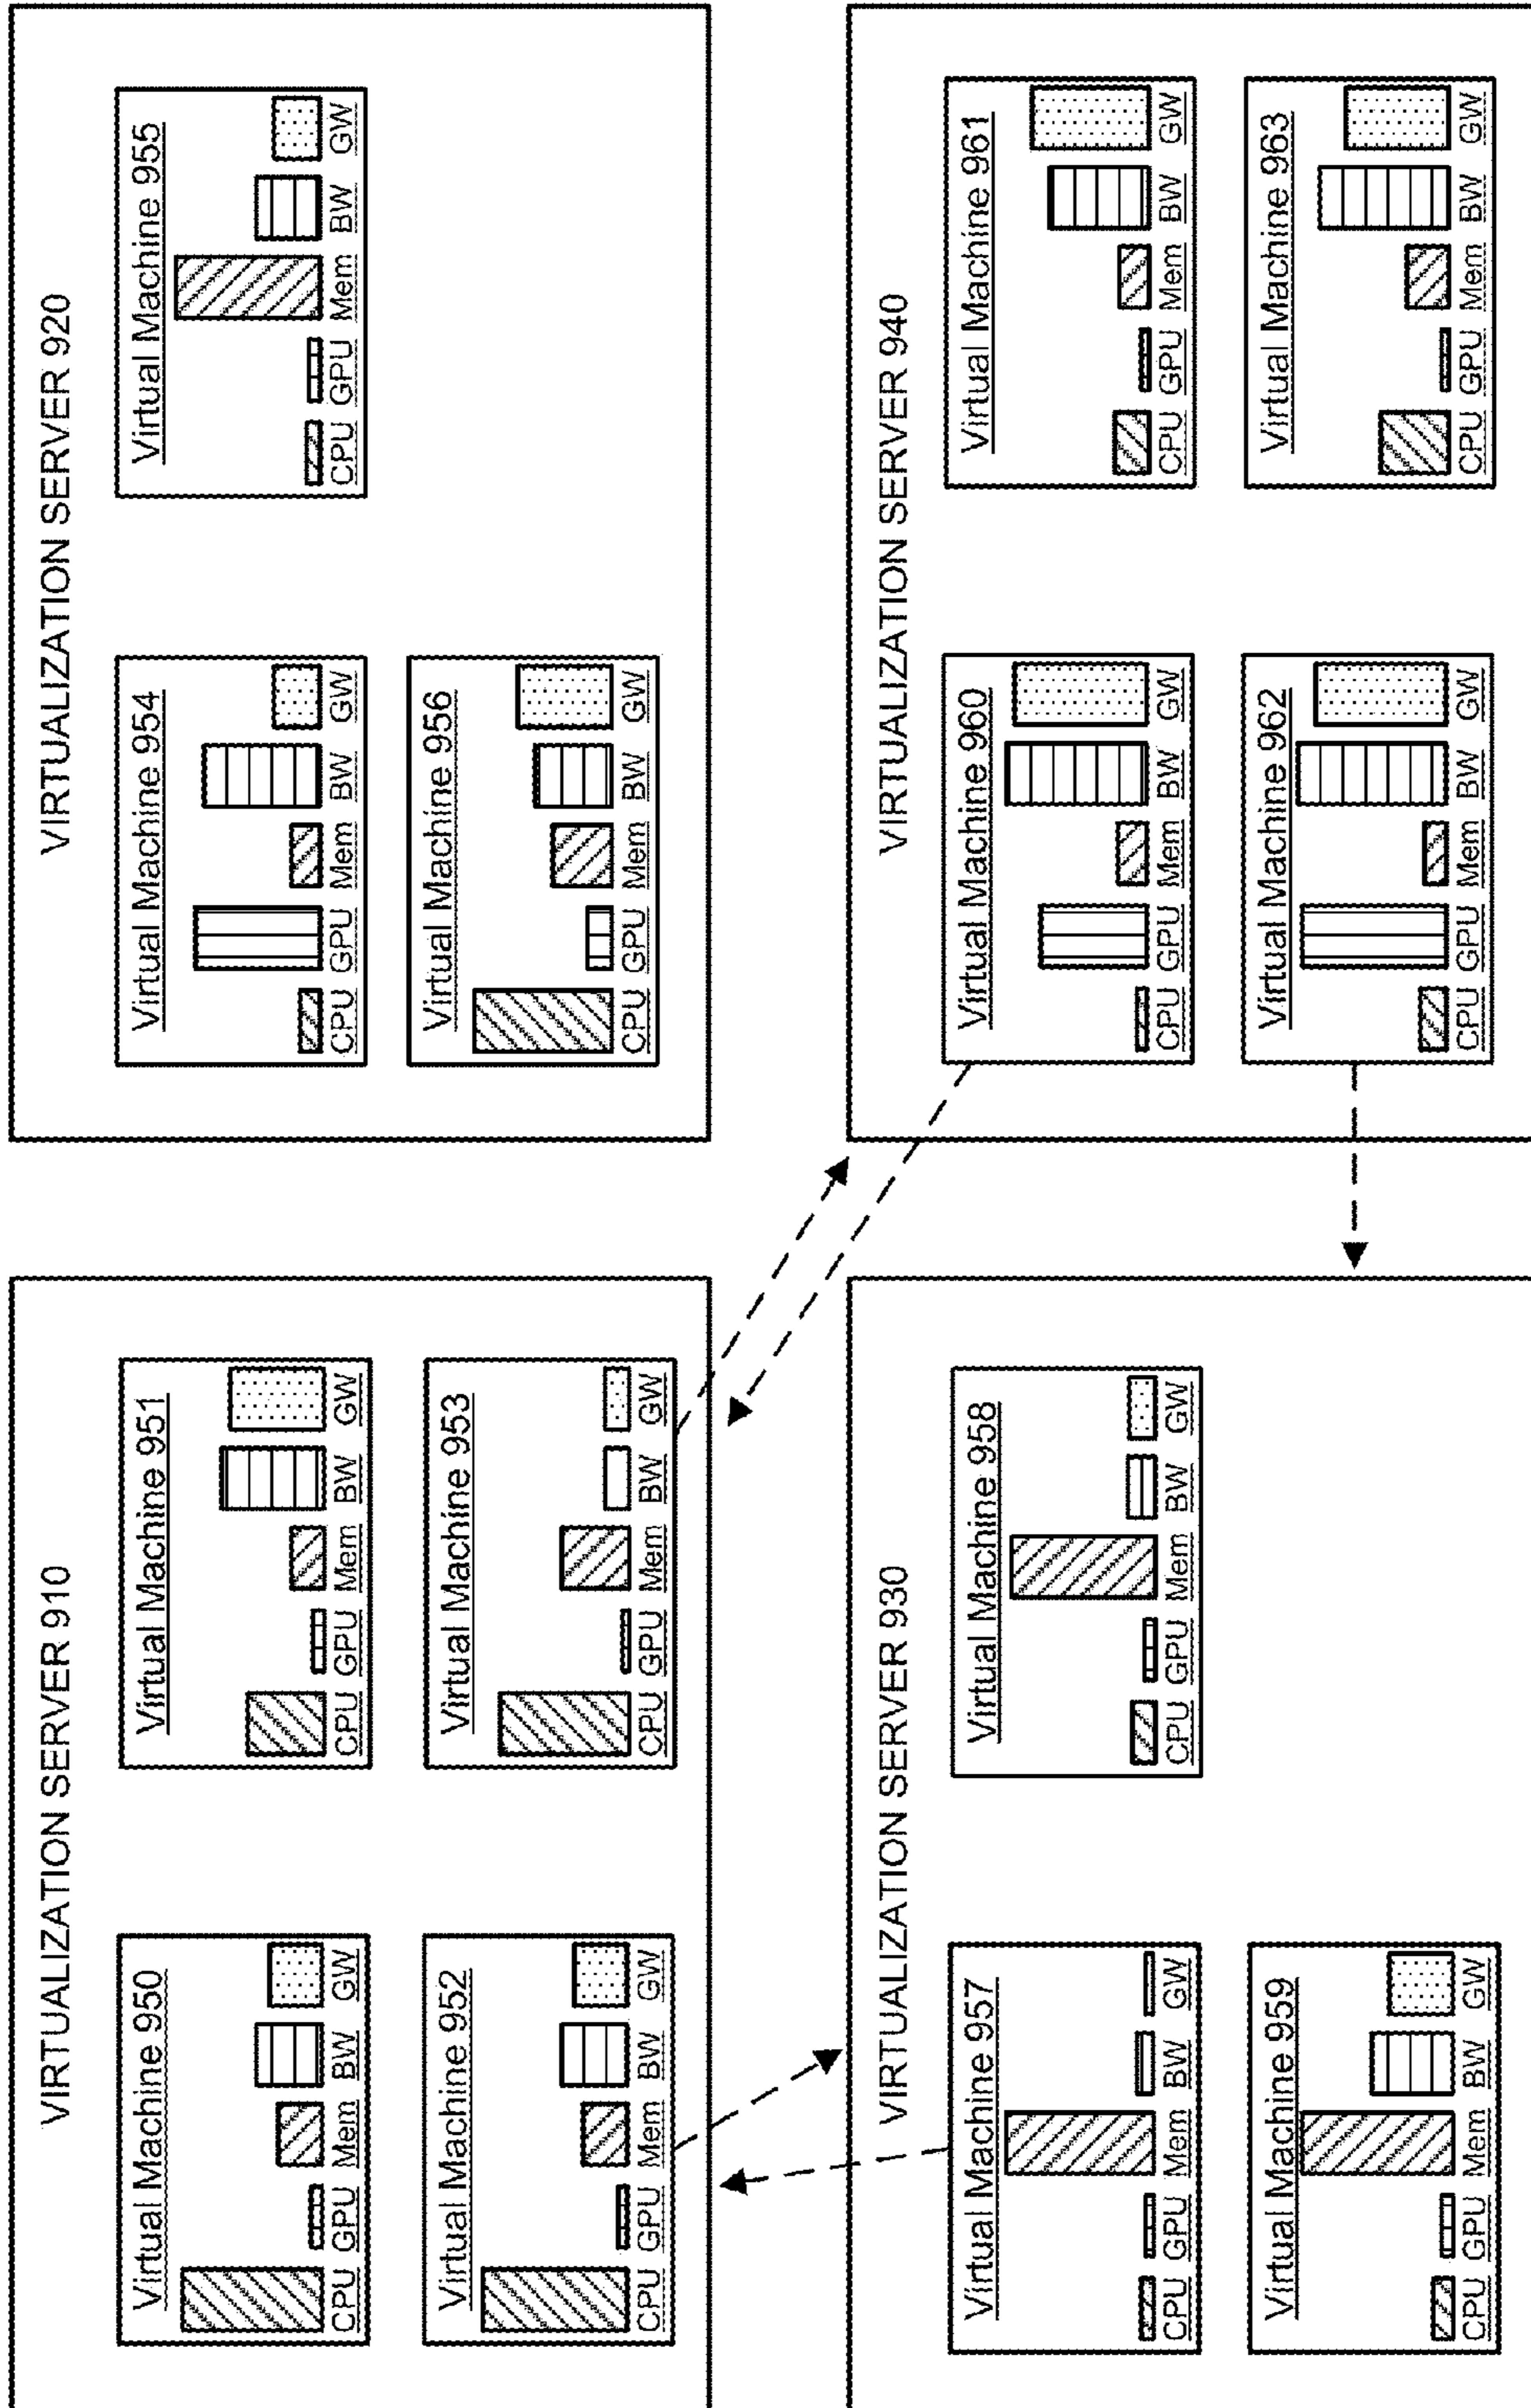 VIRTUALIZATION SERVER 910
Virtual Machine 950
CPU GPU Mem BW GW
Virtual Machine 951
CPU GPU Mem BW GW
Virtual Machine 952
CPU GPU Mem BW GW
Virtual Machine 953
CPU GPU Mem BW GW
VIRTUALIZATION SERVER 920
Virtual Machine 954
CPU GPU Mem BW GW
Virtual Machine 955
CPU GPU Mem BW GW
Virtual Machine 956
CPU GPU Mem BW GW
VIRTUALIZATION SERVER 930
Virtual Machine 957
CPU GPU Mem BW GW
Virtual Machine 958
CPU GPU Mem BW GW
Virtual Machine 959
CPU GPU Mem BW GW
VIRTUALIZATION SERVER 940
Virtual Machine 960
CPU GPU Mem BW GW
Virtual Machine 961
CPU GPU Mem BW GW
Virtual Machine 962
CPU GPU Mem BW GW
Virtual Machine 963
CPU GPU Mem BW GW